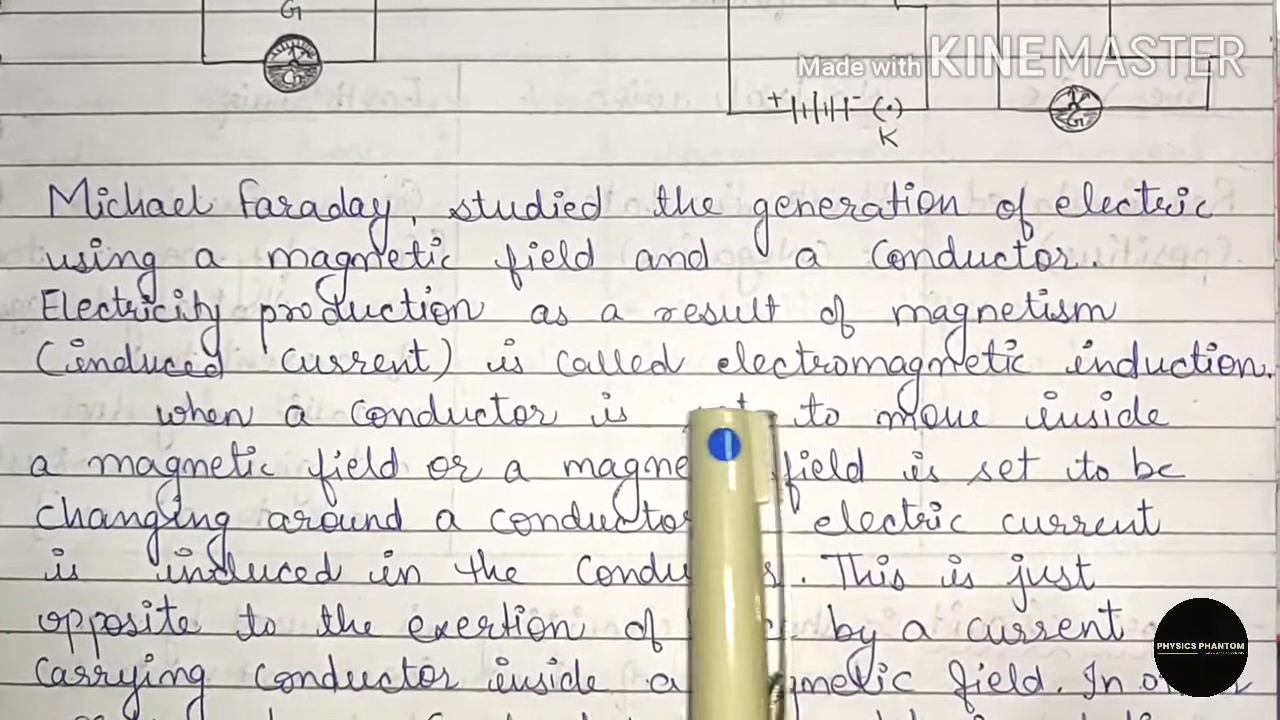 G
Made with KINEMASTER
G
+ -
(•)
K
G
Michael Faraday, studied the generation of electric
using a magnetic field and a conductor.
Electricity production as a result of magnetism
(induced current) is called electromagnetic induction.
when a conductor is to move inside
a magnetic field or a magne field is set to be
changing around a conductor electric current
is induced in the condu . This is just
opposite to the exertion of by a current
carrying conductor inside a field. In
PHYSICS PHANTOM